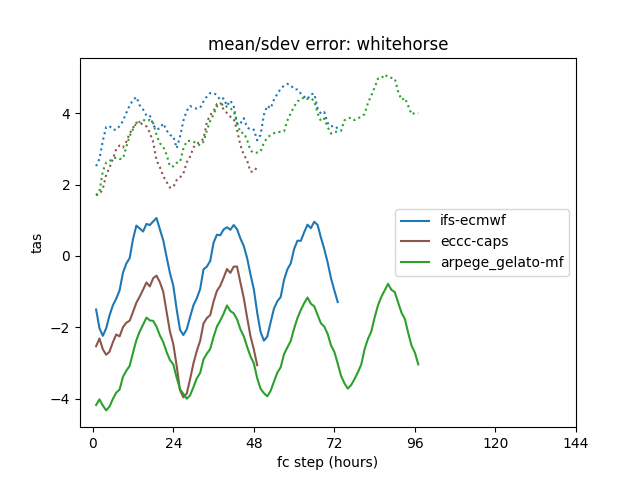 mean/sdev error: whitehorse
tas
4
2
0
−2
−4
ifs-ecmwf
eccc-caps
arpege_gelato-mf
0 24 48 72 96 120 144
fc step (hours)